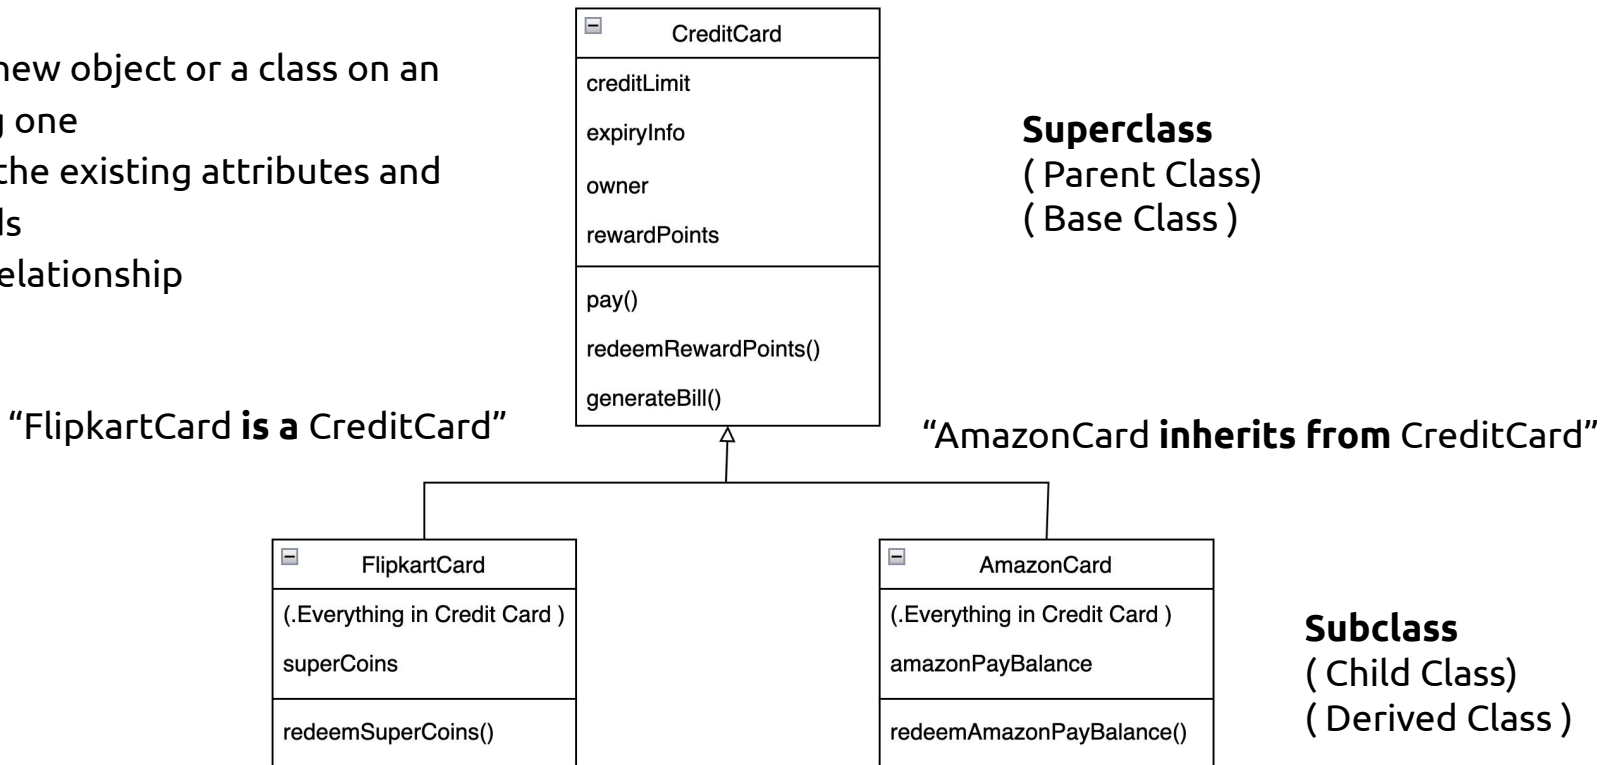 new object or a class on an
one
the existing attributes and
relationship
CreditCard
creditLimit
expiryInfo
owner
rewardPoints
pay()
redeemRewardPoints()
generateBill()
Superclass
( Parent Class)
( Base Class )
“FlipkartCard is a CreditCard”
“AmazonCard inherits from CreditCard”
FlipkartCard
(.Everything in Credit Card )
superCoins
redeemSuperCoins()
AmazonCard
(.Everything in Credit Card )
amazonPayBalance
redeemAmazonPayBalance()
Subclass
( Child Class)
( Derived Class )